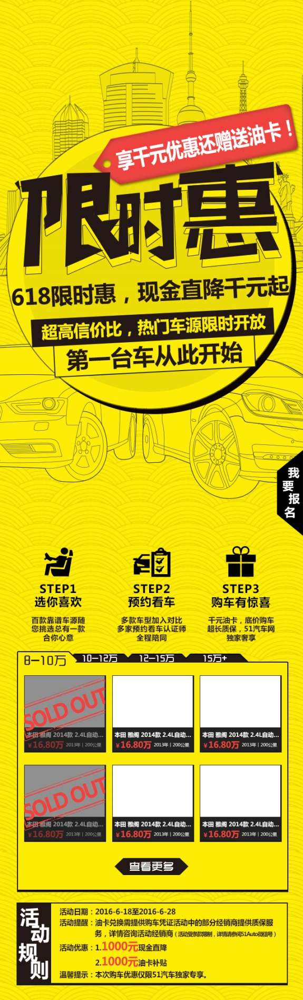 享千元优惠还赠送油卡！
限时惠
618限时惠，现金直降千元起
超高信价比，热门车源限时开放
第一台车从此开始
我要报名
STEP1
选你喜欢
百款靠谱车源随
您挑选总有一款
合你心意
STEP2
预约看车
多款车型加入对比
多家预约看车认证师
全程陪同
STEP3
购车有惊喜
千元油卡，底价购车
超长质保，51汽车网
独家奢享
8—10万
10—12万
12—15万
15万+
SOLD OUT
本田 雅阁 2014款 2.4L自动...
￥16.80万 2013年丨200公里
本田 雅阁 2014款 2.4L自动...
￥16.80万 2013年丨200公里
本田 雅阁 2014款 2.4L自动...
￥16.80万 2013年丨200公里
SOLD OUT
本田 雅阁 2014款 2.4L自动...
￥16.80万 2013年丨200公里
本田 雅阁 2014款 2.4L自动...
￥16.80万 2013年丨200公里
本田 雅阁 2014款 2.4L自动...
￥16.80万 2013年丨200公里
查看更多
活动规则
活动日期：2016-6-18至2016-6-28
活动提醒：油卡兑换需提供购车凭证活动中的部分经销商提供质保服
务，详情咨询活动经销商（活动受条款限制，详情请参阅51Auto微信号）
活动优惠：1.1000元现金直降
2.1000元油卡补贴
温馨提示：本次购车优惠仅限51汽车独家专享。